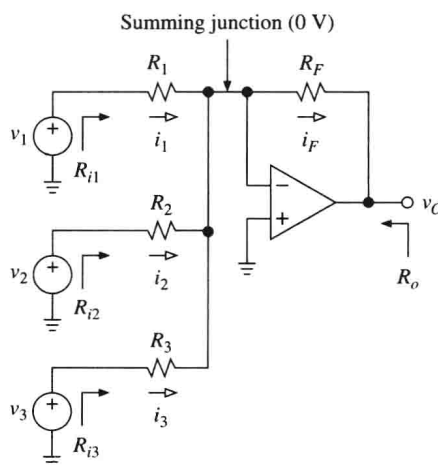 Summing junction (0 V)
R1 RF
v1 + Ri1 i1 iF
− +
vO
Ro
R2
v2 + Ri2 i2
R3
v3 + Ri3 i3